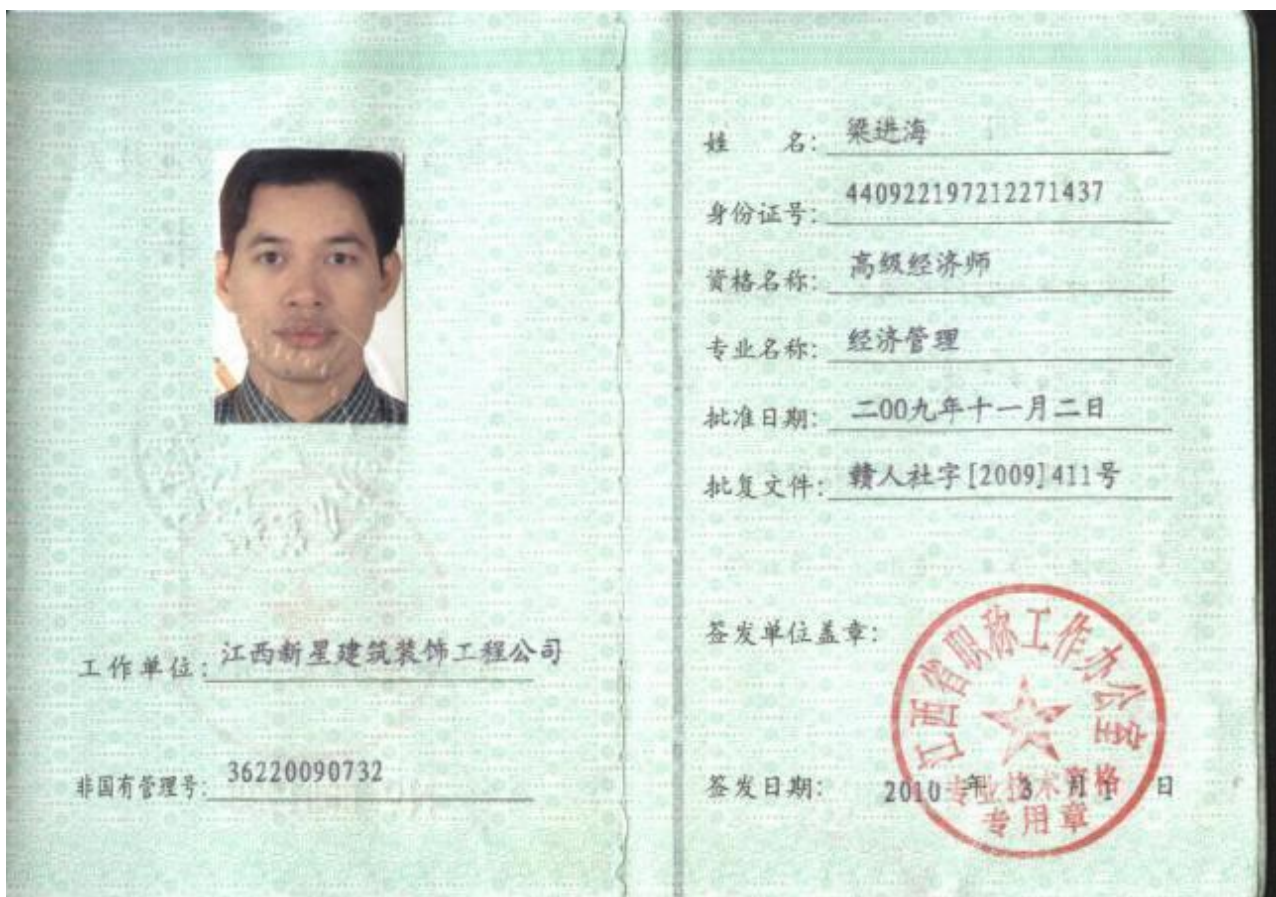 工作单位：江西新星建筑装饰工程公司
非国有管理号：36220090732
姓 名：梁进海
身份证号：440922197212271437
资格名称：高级经济师
专业名称：经济管理
批准日期：二00九年十一月二日
批复文件：赣人社字[2009]411号
签发单位盖章：
江西省职称工作办公室
专业技术资格
专用章
签发日期： 2010 年 3 月 1 日